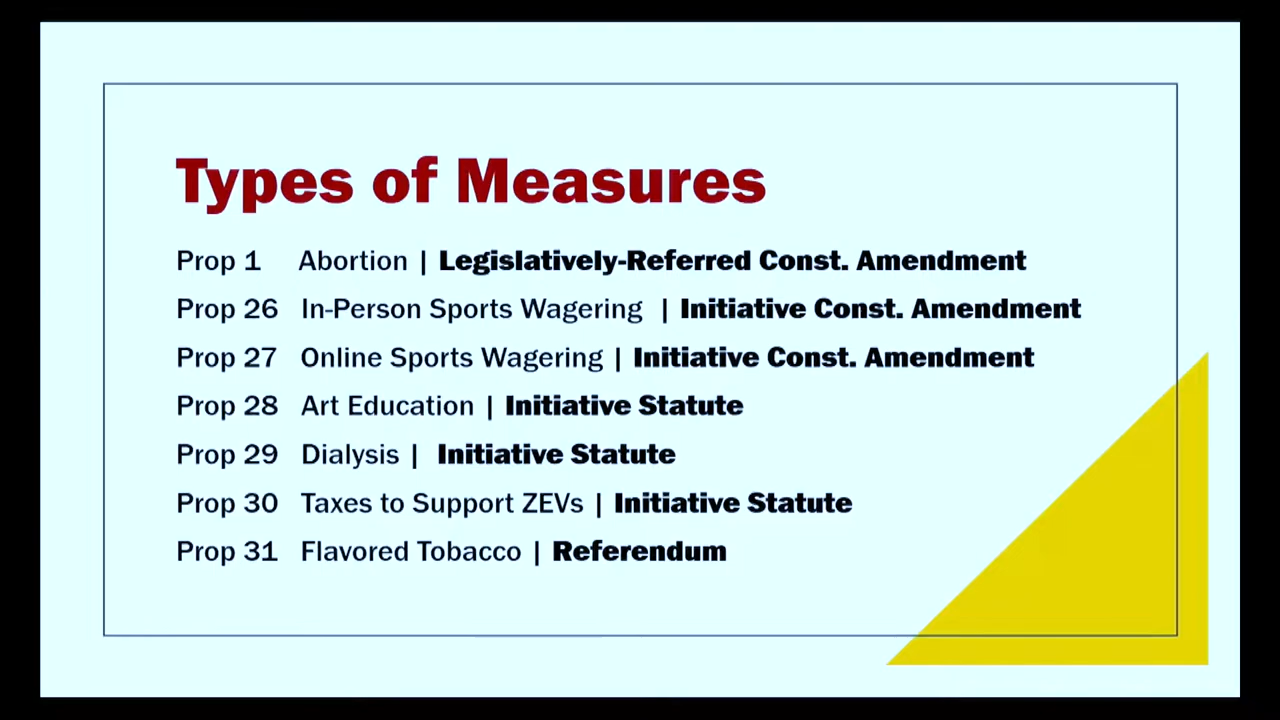 Types of Measures
Prop 1 Abortion | Legislatively-Referred Const. Amendment
Prop 26 In-Person Sports Wagering | Initiative Const. Amendment
Prop 27 Online Sports Wagering | Initiative Const. Amendment
Prop 28 Art Education | Initiative Statute
Prop 29 Dialysis | Initiative Statute
Prop 30 Taxes to Support ZEVs | Initiative Statute
Prop 31 Flavored Tobacco | Referendum